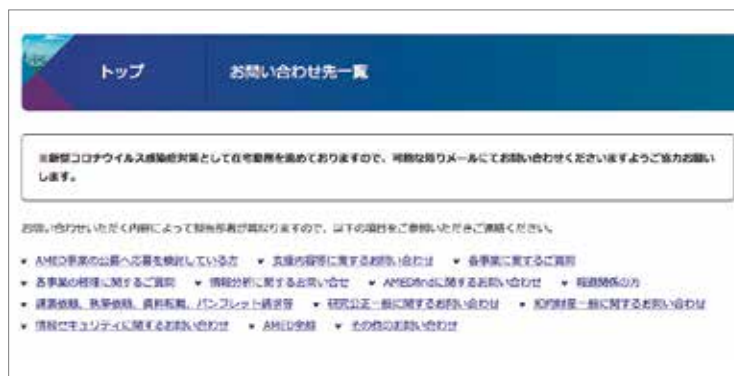 トップ お問い合わせ先一覧
※新型コロナウイルス感染症対策として在宅勤務を進めておりますので、可能な限りメールにてお問い合わせくださいますようご協力お願い
します。
お問い合わせいただく内容によって担当部署が異なりますので、以下の項目をご参照いただきご連絡ください。
▼ AMED事業の公募へ応募を検討している方 ▼ 支援内容等に関するお問い合わせ ▼ 各事業に関するご質問
▼ 各事業の経理に関するご質問 ▼ 情報分析に関するお問い合せ ▼ AMEDfindに関するお問い合わせ ▼ 報道関係の方
▼ 講演依頼、執筆依頼、資料転載、パンフレット請求等 ▼ 研究公正一般に関するお問い合わせ ▼ 知的財産一般に関するお問い合わせ
▼ 情報セキュリティに関するお問い合わせ ▼ AMED全般 ▼ その他のお問い合わせ